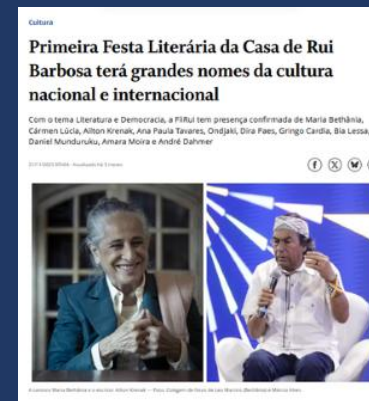 Cultura
Primeira Festa Literária da Casa de Rui
Barbosa terá grandes nomes da cultura
nacional e internacional
Com o tema Literatura e Democracia, a FliRui tem presença confirmada de Maria Bethânia,
Cármen Lúcia, Ailton Krenak, Ana Paula Tavares, Ondjaki, Dira Paes, Gringo Cardia, Bia Lessa,
Daniel Munduruku, Amara Moira e André Dahmer